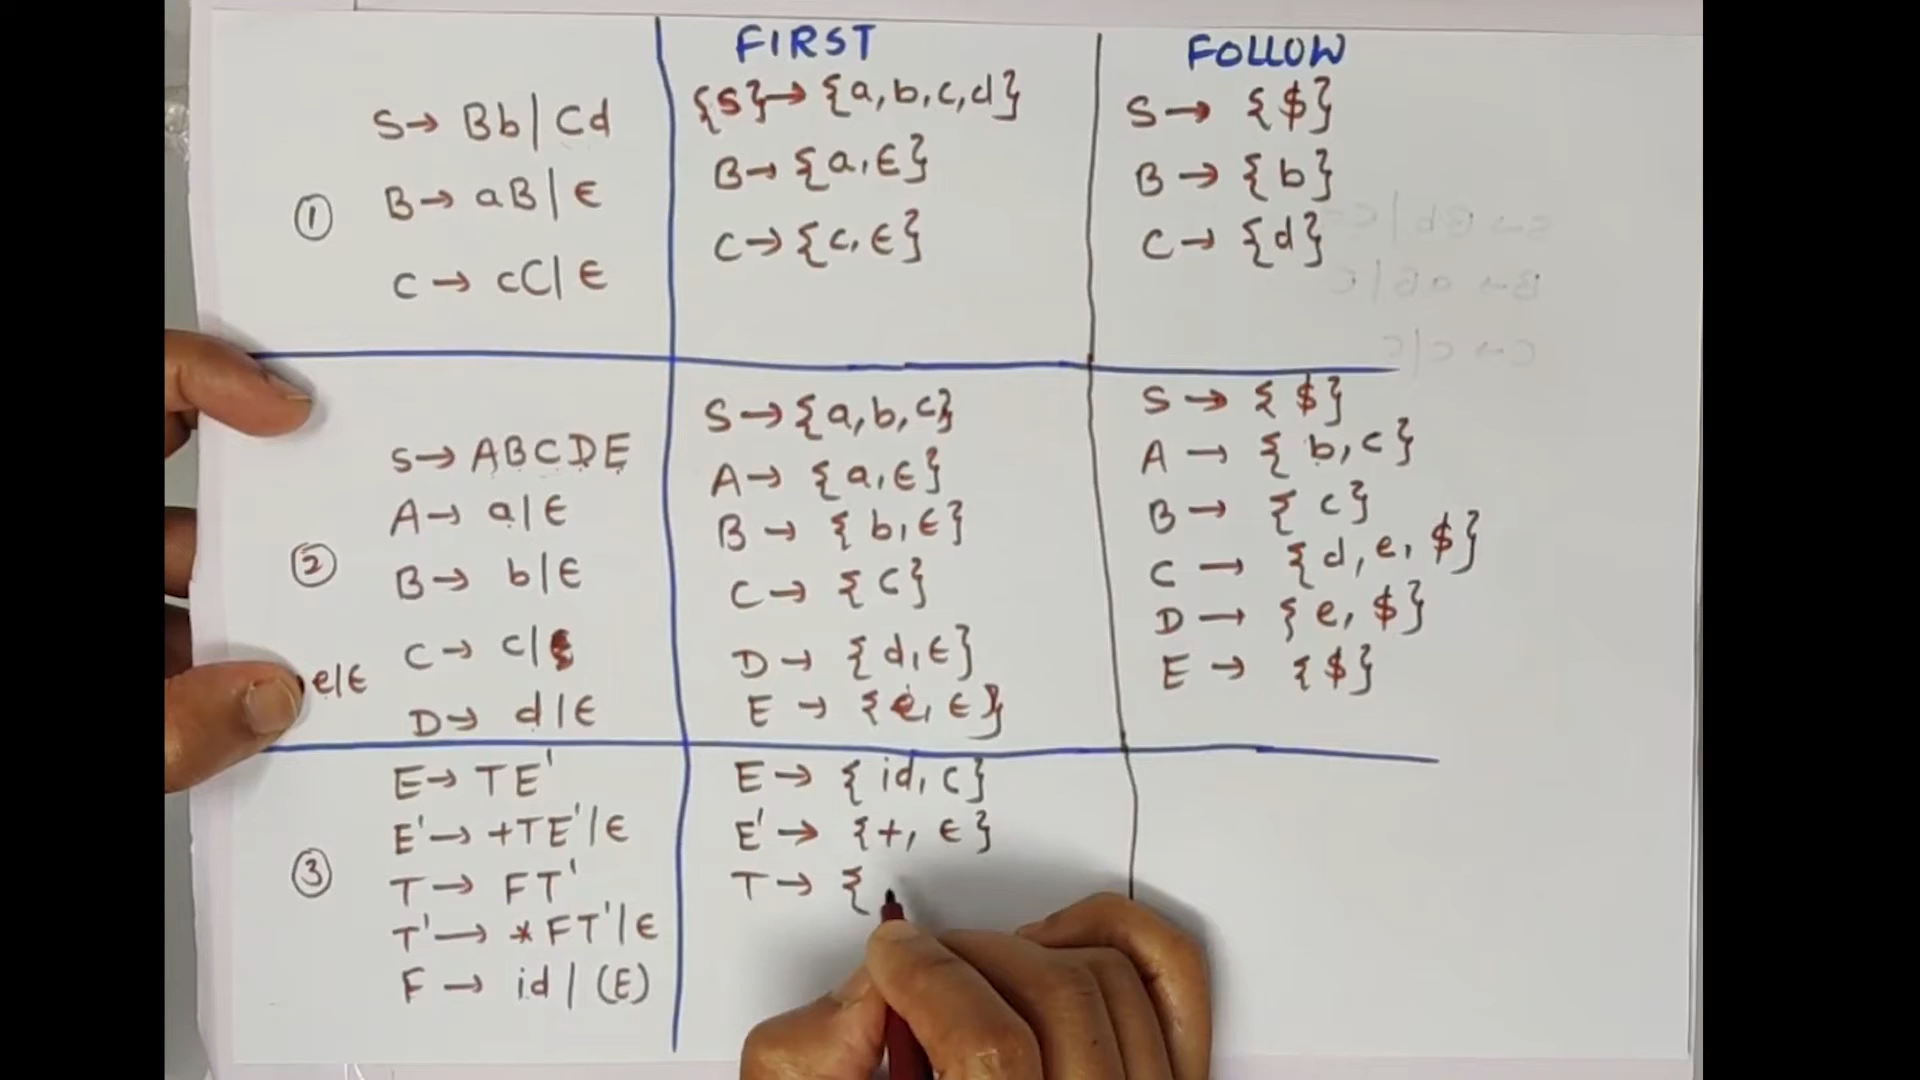 FIRST
FOLLOW
S→ Bb | Cd
B→ aB | ϵ
①
C → cC | ϵ
{S}→ {a,b,c,d}
B→ {a,ϵ}
C→ {c,ϵ}
S→ {$}
B → {b}
C → {d}
S→ ABCDE
A→ a|ϵ
②
B→ b|ϵ
C→ c|
e/ϵ
D→ d|ϵ
S→{a,b,c}
A→ {a,ϵ}
B → {b,ϵ}
C→ {c}
D→ {d,ϵ}
E → {e,ϵ}
S → {$}
A → {b,c}
B → {c}
C → {d,e,$}
D → {e,$}
E → {$}
E→ TE'
E'→ +TE'|ϵ
③
T→ FT'
T'→ *FT'|ϵ
F → id | (E)
E→ {id, (}
E'→ {+, ϵ}
T→ {